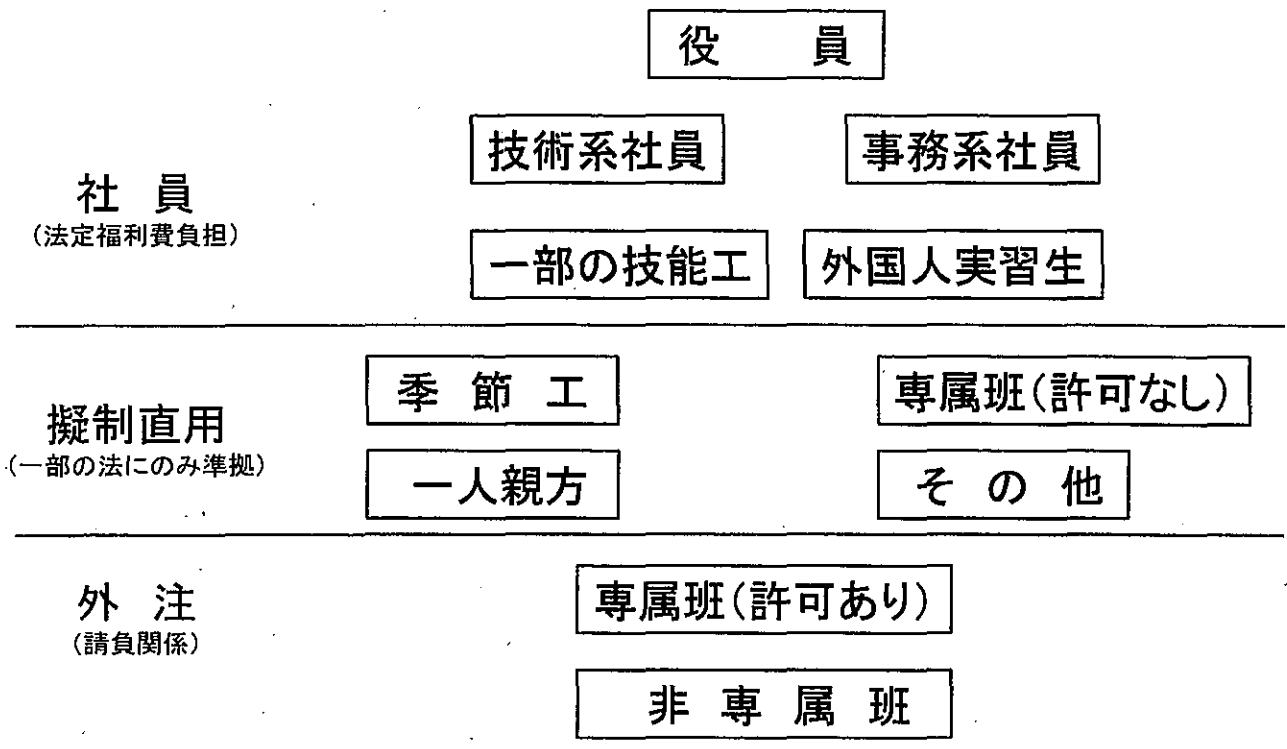 役員
技術系社員 事務系社員
社員
(法定福利費負担)
一部の技能工 外国人実習生
季節工 専属班(許可なし)
擬制直用
(一部の法にのみ準拠)
一人親方 その他
外注
(請負関係)
専属班(許可あり)
非専属班